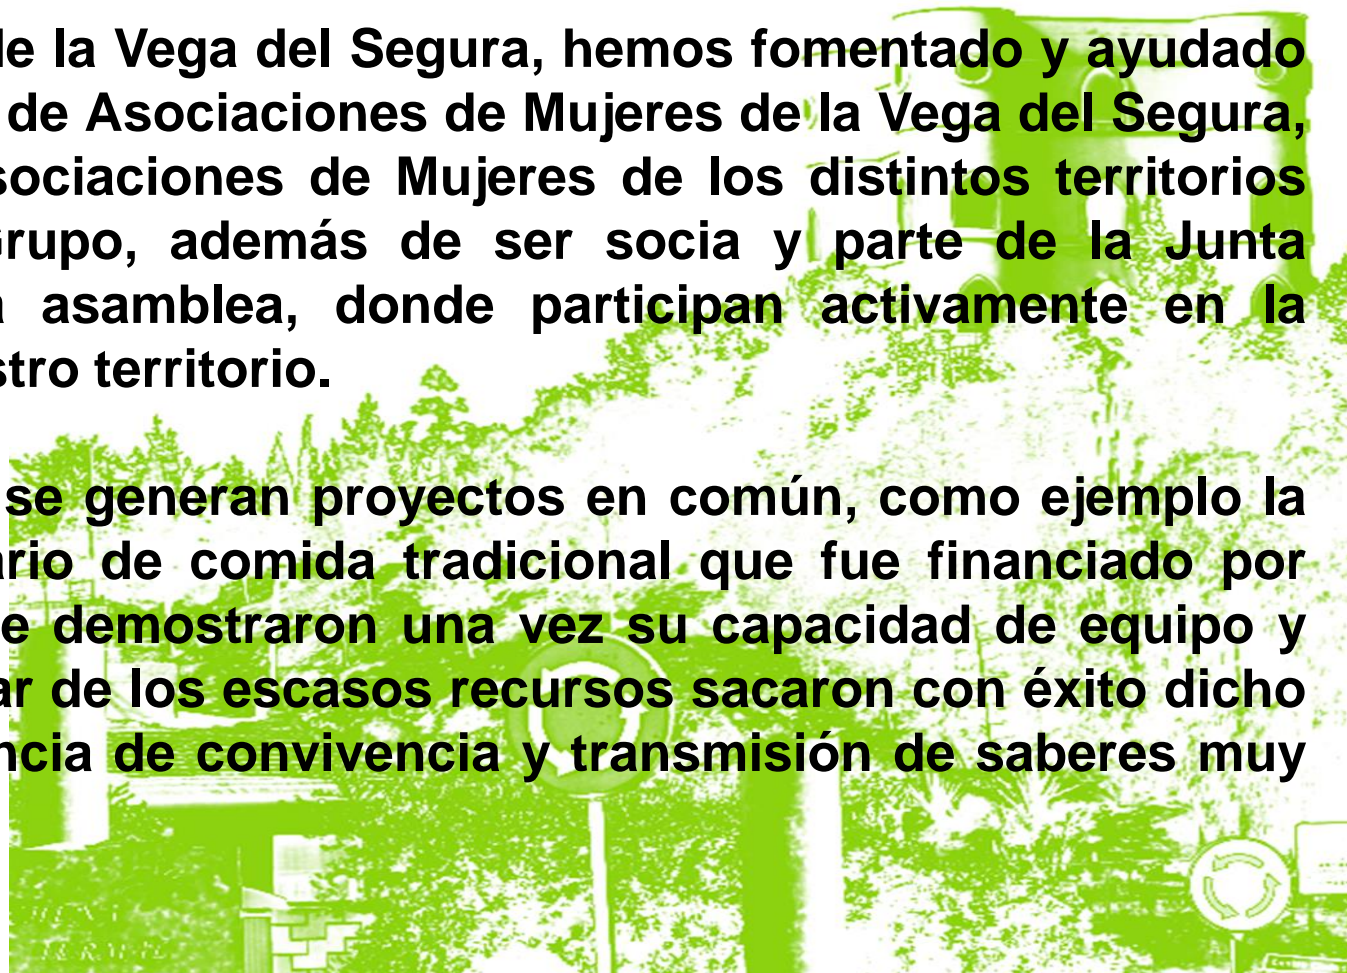 de la Vega del Segura, hemos fomentado y ayudado
de Asociaciones de Mujeres de la Vega del Segura,
sociaciones de Mujeres de los distintos territorios
Grupo, además de ser socia y parte de la Junta
a asamblea, donde participan activamente en la
stro territorio.
se generan proyectos en común, como ejemplo la
ario de comida tradicional que fue financiado por
e demostraron una vez su capacidad de equipo y
ar de los escasos recursos sacaron con éxito dicho
ncia de convivencia y transmisión de saberes muy